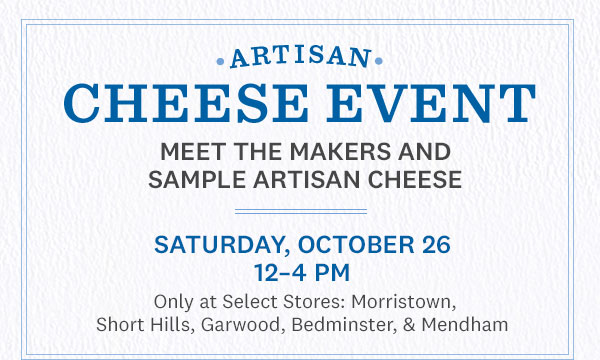 • ARTISAN •
CHEESE EVENT
MEET THE MAKERS AND
SAMPLE ARTISAN CHEESE
SATURDAY, OCTOBER 26
12–4 PM
Only at Select Stores: Morristown,
Short Hills, Garwood, Bedminster, & Mendham